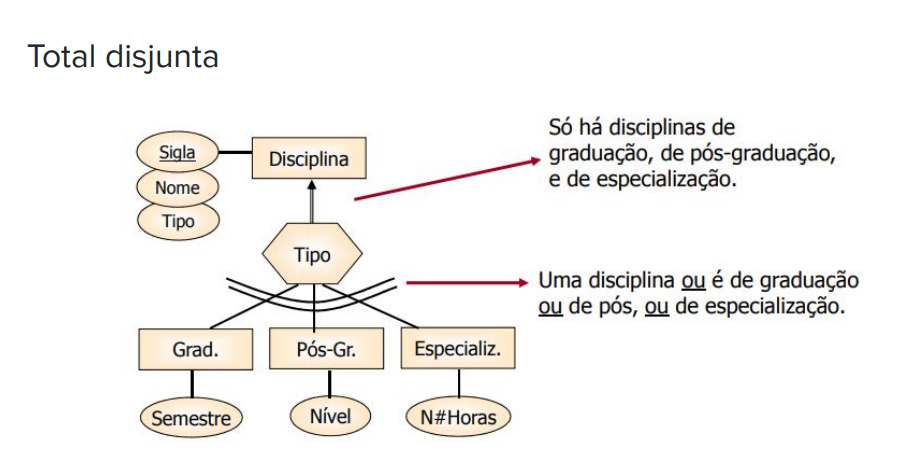 Total disjunta
Sigla
Nome
Tipo
Disciplina
Só há disciplinas de
graduação, de pós-graduação,
e de especialização.
Tipo
Uma disciplina ou é de graduação
ou de pós, ou de especialização.
Grad.
Pós-Gr.
Especializ.
Semestre
Nível
N#Horas